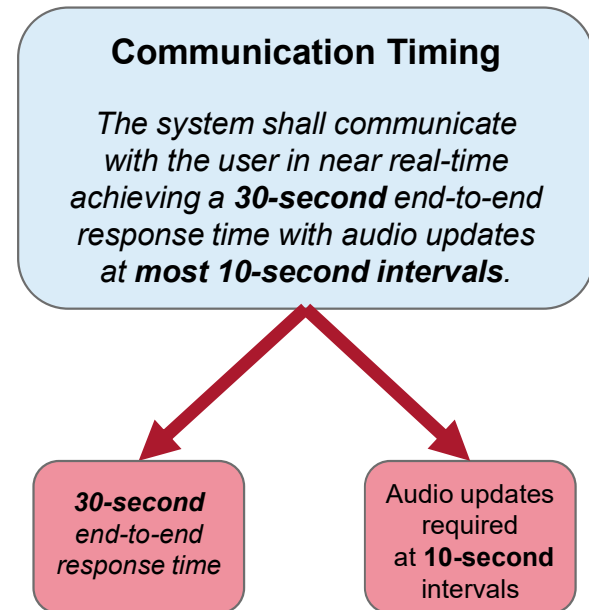 Communication Timing
The system shall communicate
with the user in near real-time
achieving a 30-second end-to-end
response time with audio updates
at most 10-second intervals.
30-second
end-to-end
response time
Audio updates
required
at 10-second
intervals